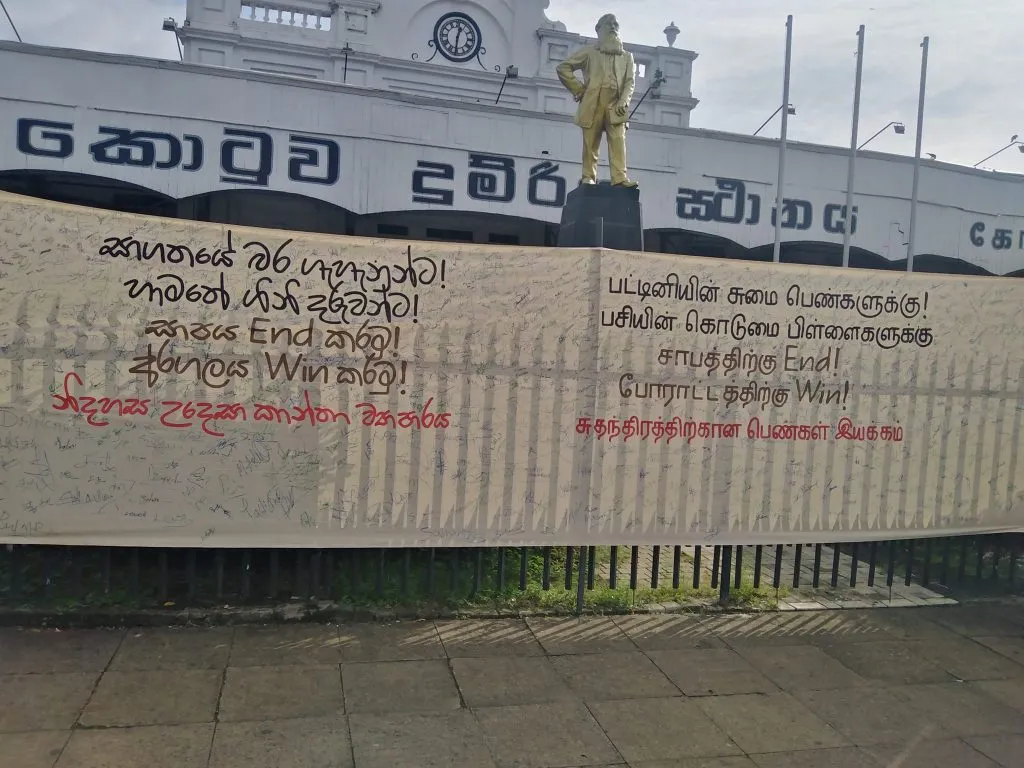 කොටුව දුම්රිය ස්ථානය
කො
සාගතයේ බර ගැහැනුන්ට!
හාමතේ ගිනි දරුවන්ට!
සාපය End කරමු!
අරගලය Win කරමු!
නිදහස උදෙසා කාන්තා ව්‍යාපාරය
பட்டினியின் சுமை பெண்களுக்கு!
பசியின் கொடுமை பிள்ளைகளுக்கு
சாபத்திற்கு End!
போராட்டத்திற்கு Win!
சுதந்திரத்திற்கான பெண்கள் இயக்கம்